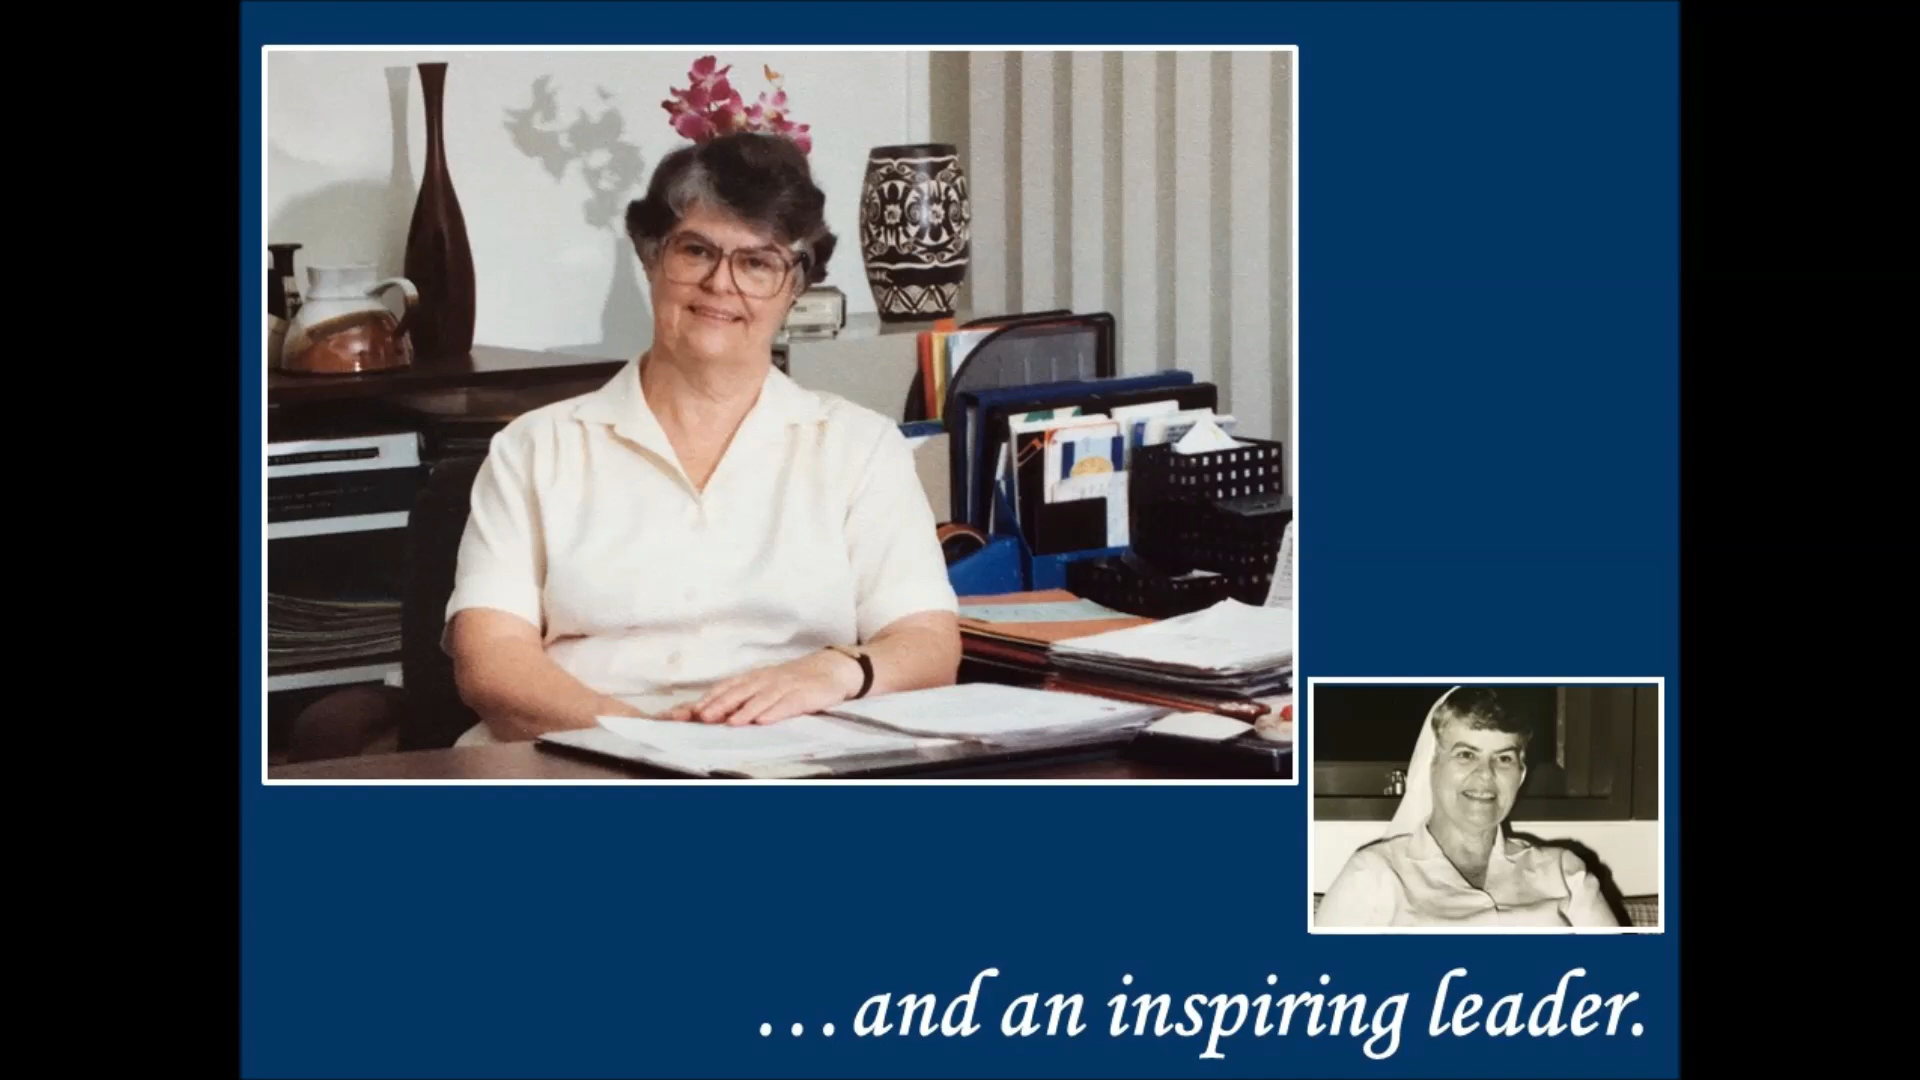 …and an inspiring leader.